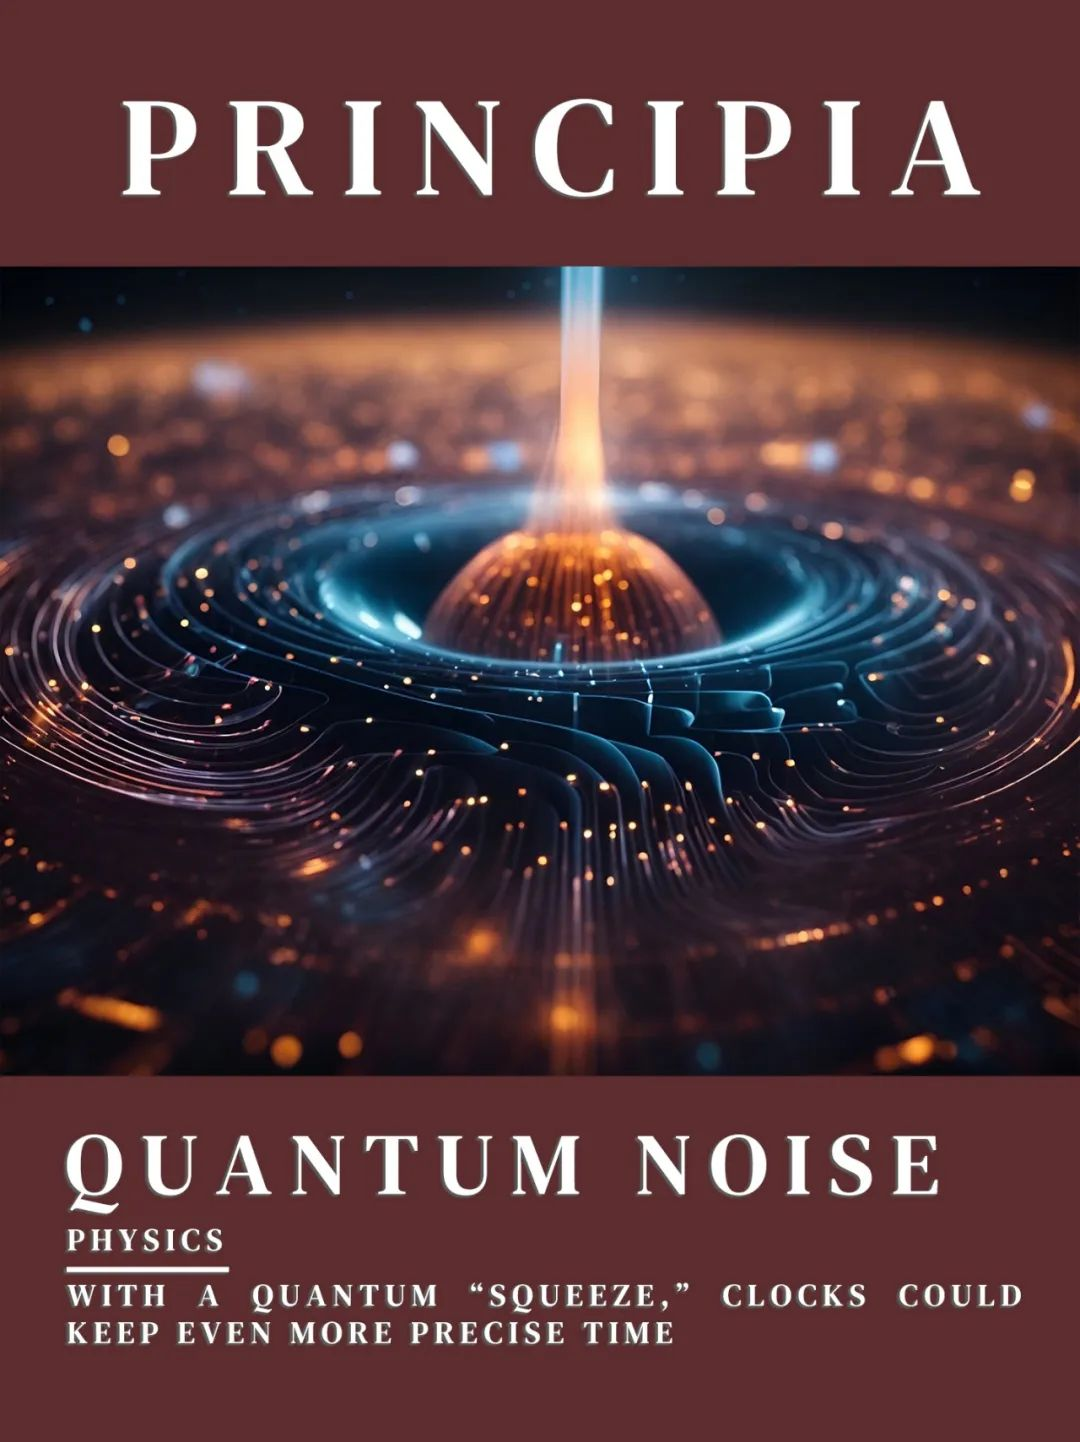 PRINCIPIA
QUANTUM NOISE
PHYSICS
WITH A QUANTUM “SQUEEZE,” CLOCKS COULD
KEEP EVEN MORE PRECISE TIME